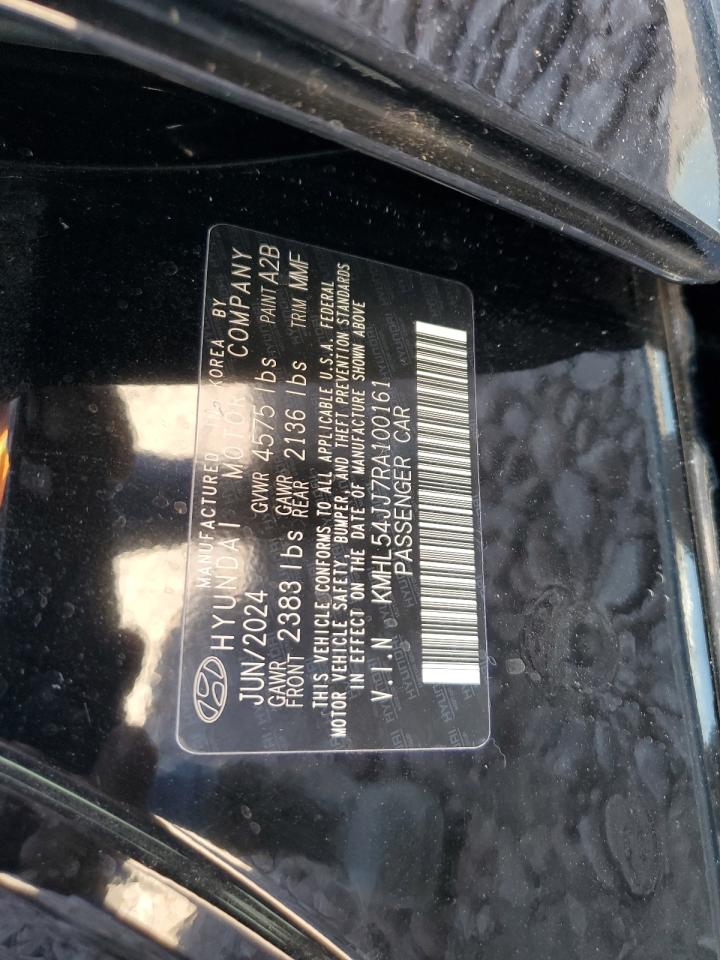 MANUFACTURED IN KOREA BY
HYUNDAI MOTOR COMPANY
JUN/2024 GVWR 4575 lbs PAINT A2B
GAWR FRONT 2383 lbs GAWR REAR 2136 lbs TRIM MMF
THIS VEHICLE CONFORMS TO ALL APPLICABLE U.S.A. FEDERAL
MOTOR VEHICLE SAFETY, BUMPER, AND THEFT PREVENTION STANDARDS
IN EFFECT ON THE DATE OF MANUFACTURE SHOWN ABOVE
V.I.N KMHL54JJ7RA100161
PASSENGER CAR